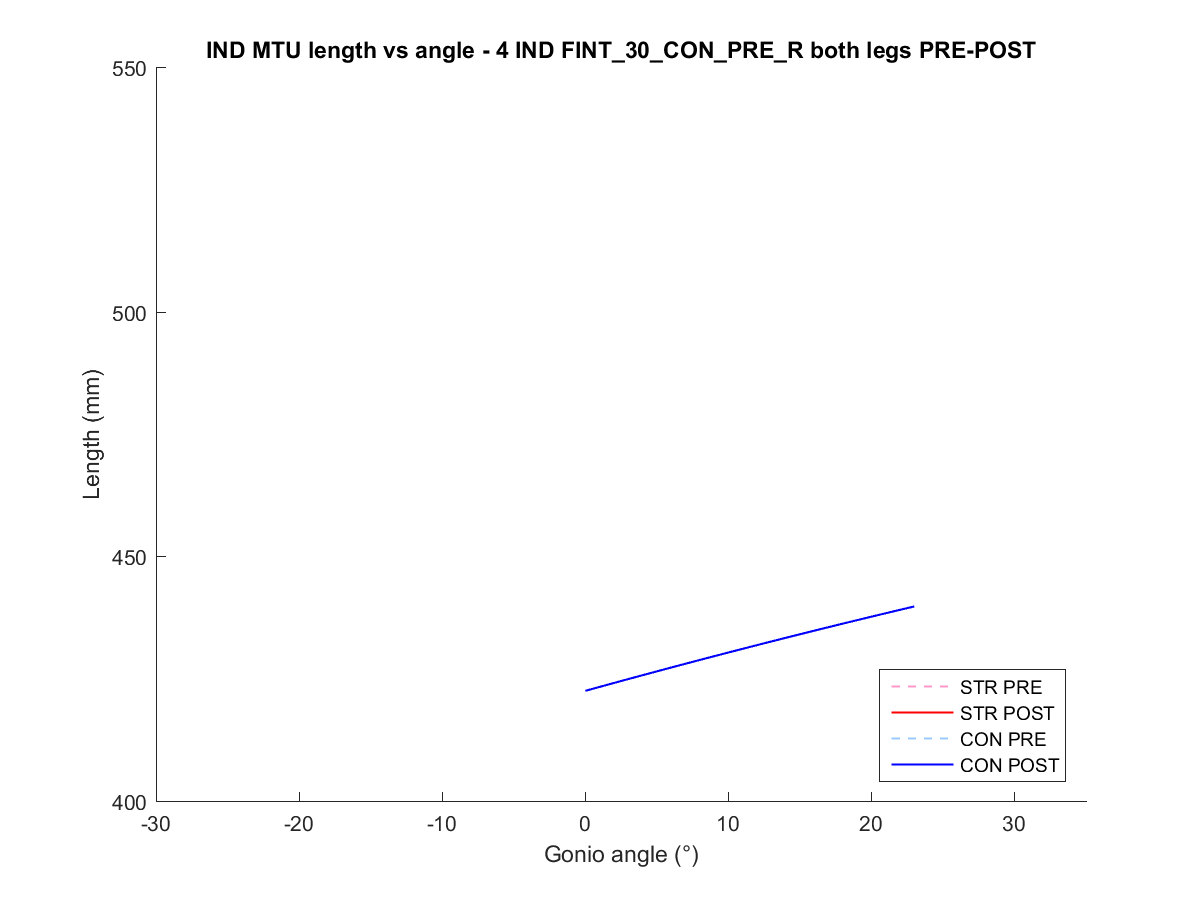 IND MTU length vs angle - 4 IND FINT_30_CON_PRE_R both legs PRE-POST
550
500
450
400
Length (mm)
-30
-20
-10
0
10
20
30
Gonio angle (°)
STR PRE
STR POST
CON PRE
CON POST